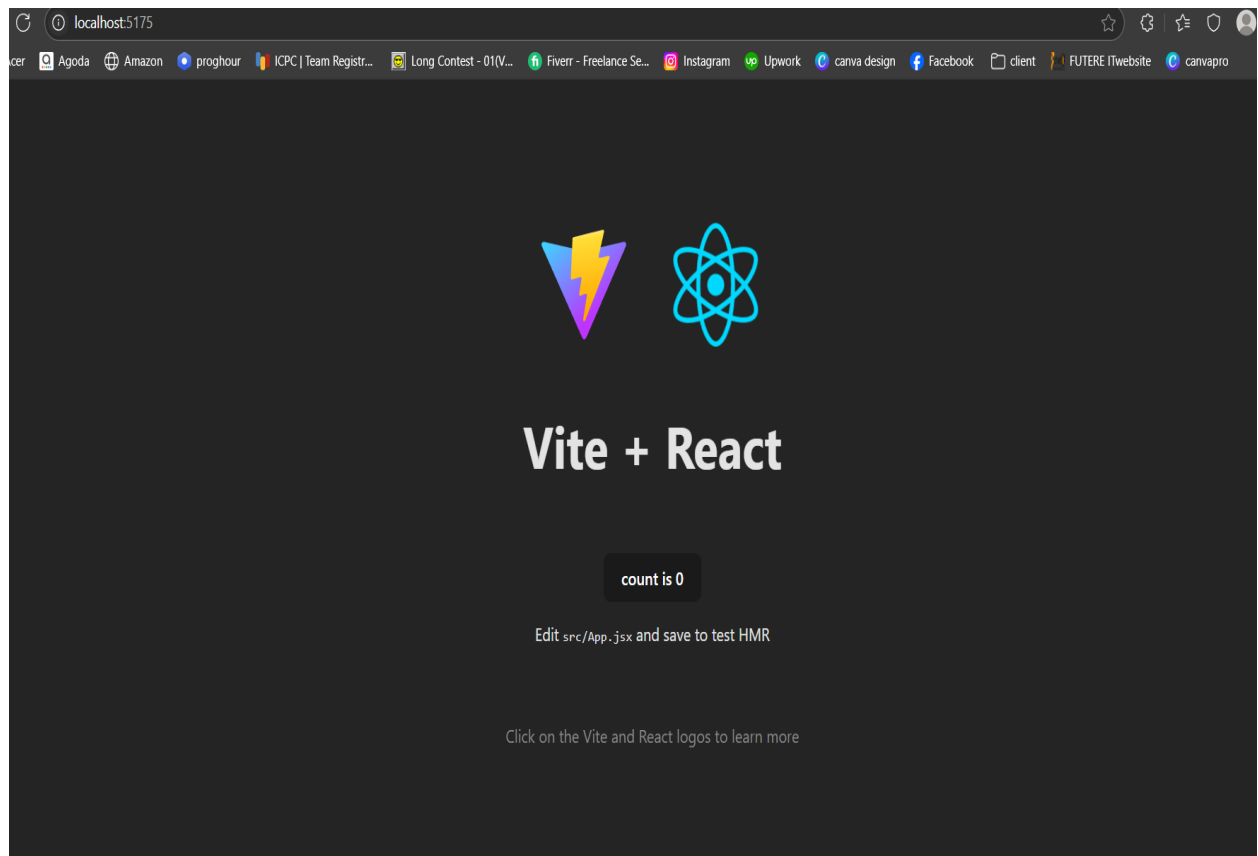 localhost:5175
Acer Agoda Amazon proghour ICPC | Team Registr... Long Contest - 01(V... Fiverr - Freelance Se... Instagram Upwork canva design Facebook client FUTERE ITwebsite canvapro
Vite + React
count is 0
Edit src/App.jsx and save to test HMR
Click on the Vite and React logos to learn more